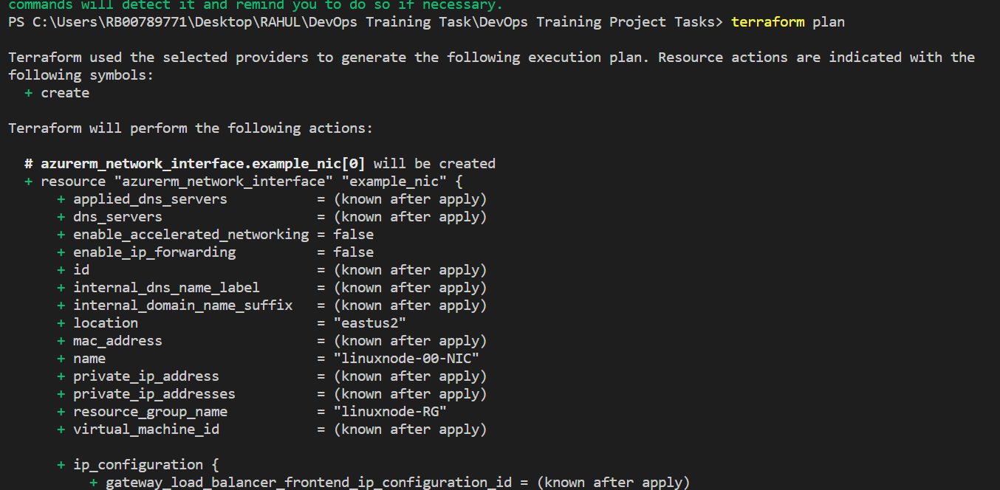 commands will detect it and remind you to do so if necessary.
PS C:\Users\RB00789771\Desktop\RAHUL\DevOps Training Task\DevOps Training Project Tasks> terraform plan
Terraform used the selected providers to generate the following execution plan. Resource actions are indicated with the
following symbols:
  + create
Terraform will perform the following actions:
  # azurerm_network_interface.example_nic[0] will be created
  + resource "azurerm_network_interface" "example_nic" {
      + applied_dns_servers           = (known after apply)
      + dns_servers                   = (known after apply)
      + enable_accelerated_networking = false
      + enable_ip_forwarding          = false
      + id                            = (known after apply)
      + internal_dns_name_label       = (known after apply)
      + internal_domain_name_suffix   = (known after apply)
      + location                      = "eastus2"
      + mac_address                   = (known after apply)
      + name                          = "linuxnode-00-NIC"
      + private_ip_address            = (known after apply)
      + private_ip_addresses          = (known after apply)
      + resource_group_name           = "linuxnode-RG"
      + virtual_machine_id            = (known after apply)
      + ip_configuration {
          + gateway_load_balancer_frontend_ip_configuration_id = (known after apply)